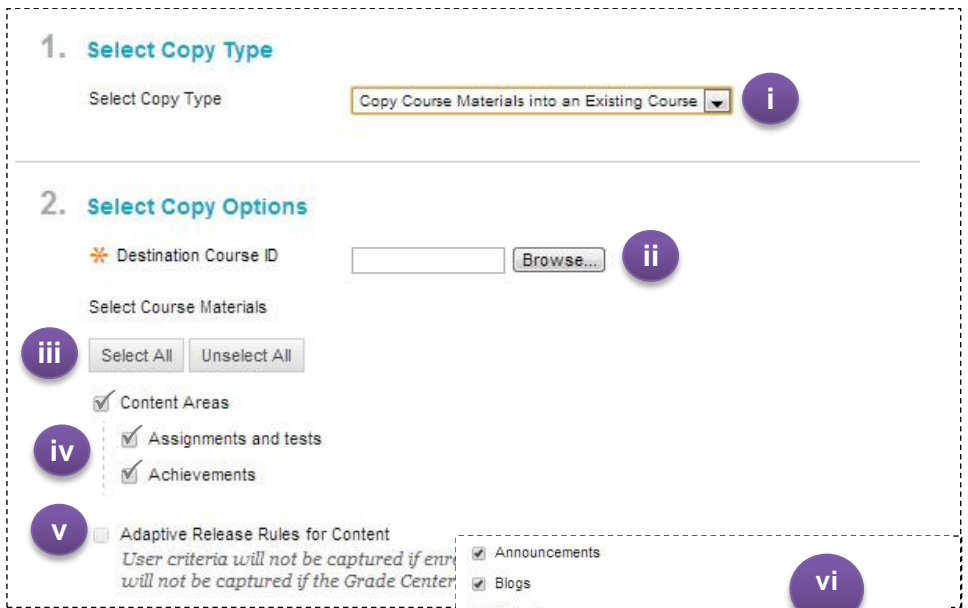 1. Select Copy Type
Select Copy Type Copy Course Materials into an Existing Course i
2. Select Copy Options
Destination Course ID Browse... ii
Select Course Materials
iii Select All Unselect All
Content Areas
iv Assignments and tests
Achievements
v Adaptive Release Rules for Content
User criteria will not be captured if
will not be captured if the Grade Center
Announcements
Blogs
vi